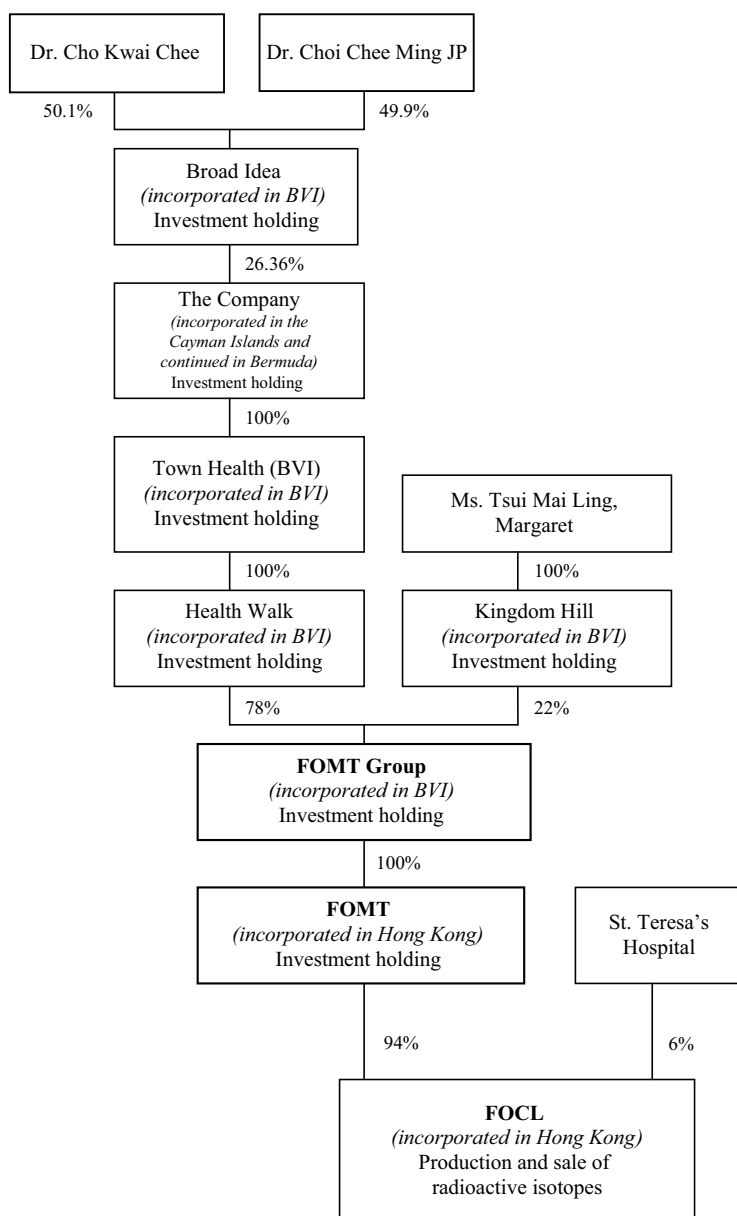 Dr. Cho Kwai Chee
Dr. Choi Chee Ming JP
50.1%
49.9%
Broad Idea
(incorporated in BVI)
Investment holding
26.36%
The Company
(incorporated in the
Cayman Islands and
continued in Bermuda)
Investment holding
100%
Town Health (BVI)
(incorporated in BVI)
Investment holding
Ms. Tsui Mai Ling,
Margaret
100%
100%
Health Walk
(incorporated in BVI)
Investment holding
Kingdom Hill
(incorporated in BVI)
Investment holding
78%
22%
FOMT Group
(incorporated in BVI)
Investment holding
100%
FOMT
(incorporated in Hong Kong)
Investment holding
St. Teresa’s
Hospital
94%
6%
FOCL
(incorporated in Hong Kong)
Production and sale of
radioactive isotopes